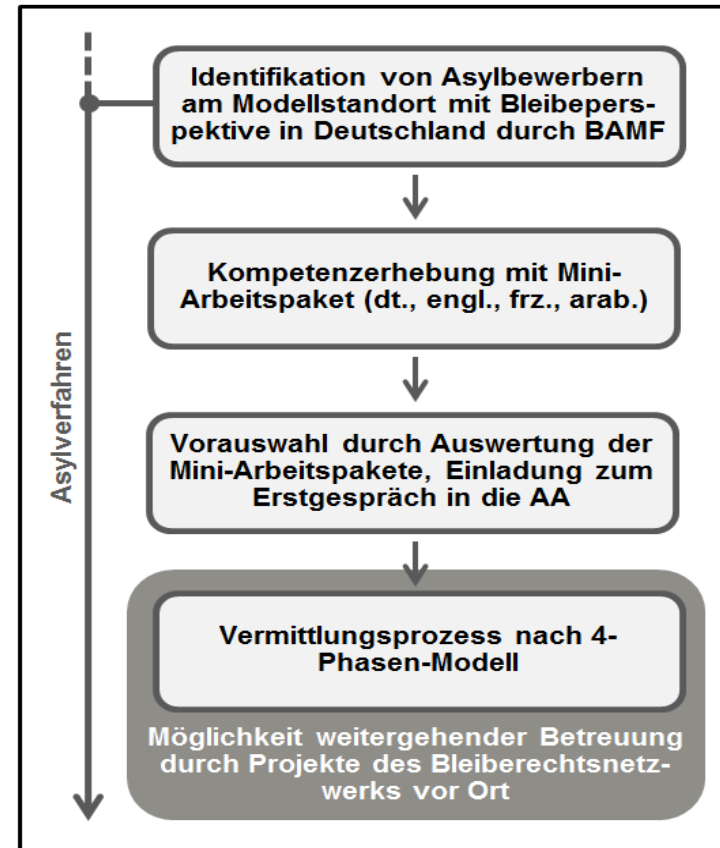 Identifikation von Asylbewerbern
am Modellstandort mit Bleibepers-
pektive in Deutschland durch BAMF
Kompetenzerhebung mit Mini-
Arbeitspaket (dt., engl., frz., arab.)
Asylverfahren
Vorauswahl durch Auswertung der
Mini-Arbeitspakete, Einladung zum
Erstgespräch in die AA
Vermittlungsprozess nach 4-
Phasen-Modell
Möglichkeit weitergehender Betreuung
durch Projekte des Bleiberechtsnetz-
werks vor Ort